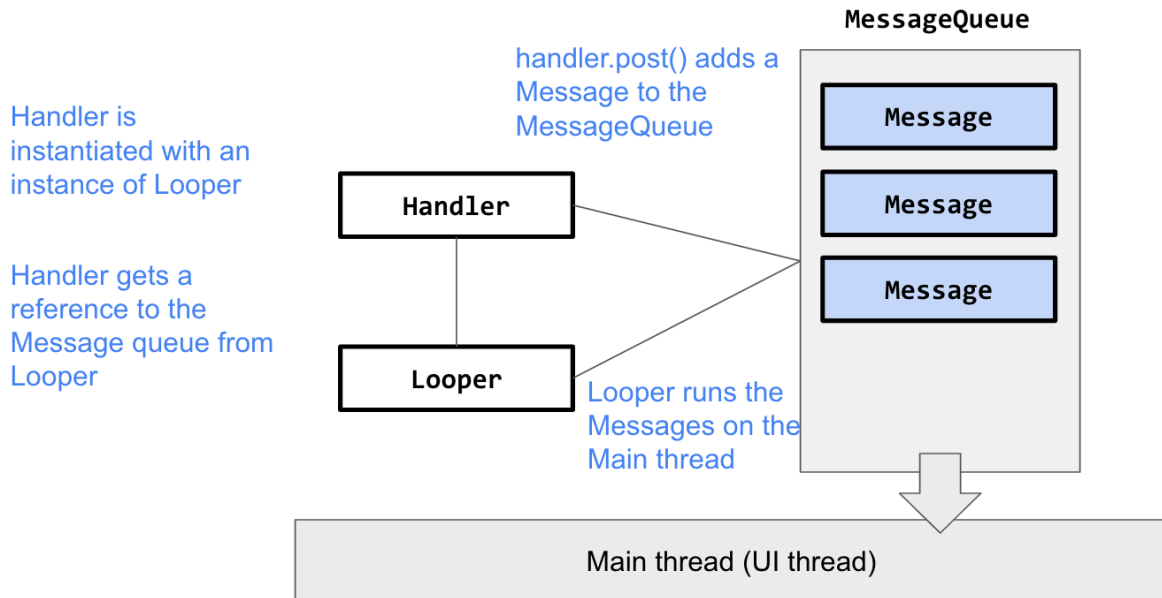 MessageQueue
handler.post() adds a
Message to the
MessageQueue
Message
Handler is
instantiated with an
instance of Looper
Handler
Message
Handler gets a
reference to the
Message queue from
Looper
Message
Looper
Looper runs the
Messages on the
Main thread
Main thread (UI thread)